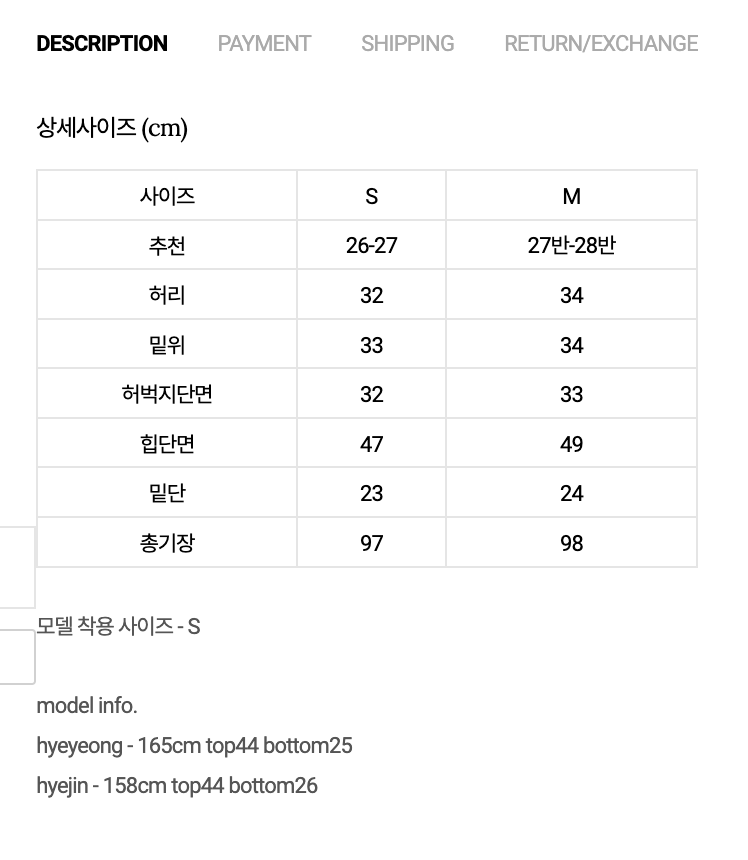 DESCRIPTION PAYMENT SHIPPING RETURN/EXCHANGE
상세사이즈 (cm)
사이즈 S M
추천 26-27 27반-28반
허리 32 34
밑위 33 34
허벅지단면 32 33
힙단면 47 49
밑단 23 24
총기장 97 98
모델 착용 사이즈 - S
model info.
hyeyeong - 165cm top44 bottom25
hyejin - 158cm top44 bottom26